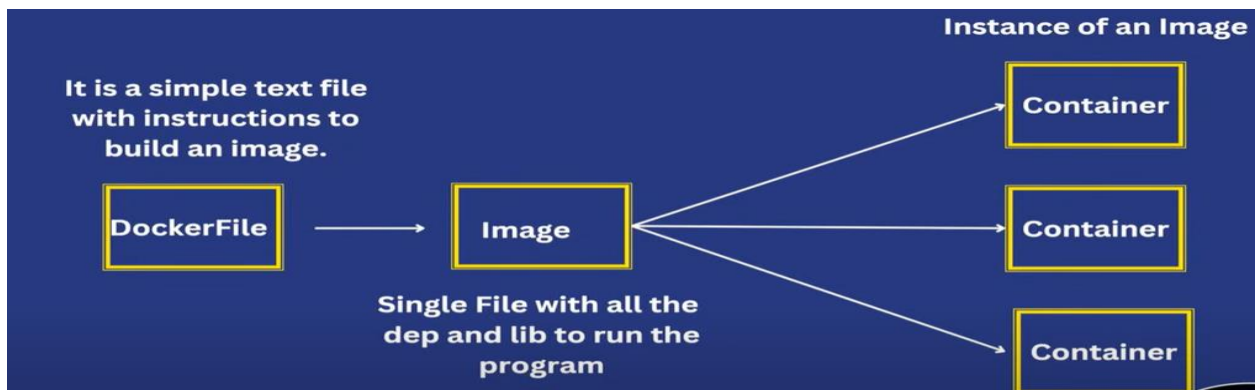 Instance of an Image
It is a simple text file
with instructions to
build an image.
DockerFile
Image
Single File with all the
dep and lib to run the
program
Container
Container
Container